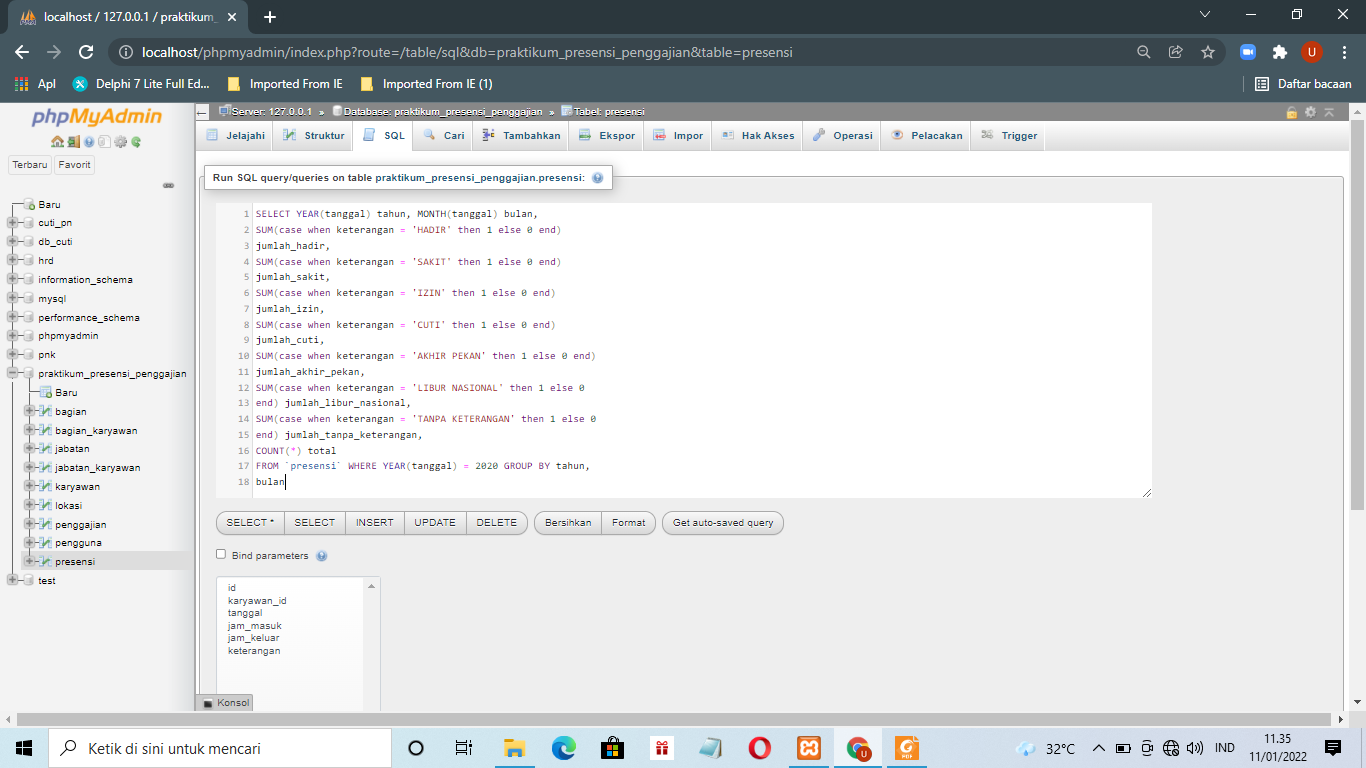 localhost / 127.0.0.1 / praktikum_
localhost/phpmyadmin/index.php?route=/table/sql&db=praktikum_presensi_penggajian&table=presensi
U
Apl
Delphi 7 Lite Full Ed...
Imported From IE
Imported From IE (1)
Daftar bacaan
phpMyAdmin
Terbaru
Favorit
Baru
cuti_pn
db_cuti
hrd
information_schema
mysql
performance_schema
phpmyadmin
pnk
praktikum_presensi_penggajian
Baru
bagian
bagian_karyawan
jabatan
jabatan_karyawan
karyawan
lokasi
penggajian
pengguna
presensi
test
Server: 127.0.0.1 » Database: praktikum_presensi_penggajian » Tabel: presensi
Jelajahi
Struktur
SQL
Cari
Tambahkan
Ekspor
Impor
Hak Akses
Operasi
Pelacakan
Trigger
Run SQL query/queries on table praktikum_presensi_penggajian.presensi:
1 SELECT YEAR(tanggal) tahun, MONTH(tanggal) bulan,
2 SUM(case when keterangan = 'HADIR' then 1 else 0 end)
3 jumlah_hadir,
4 SUM(case when keterangan = 'SAKIT' then 1 else 0 end)
5 jumlah_sakit,
6 SUM(case when keterangan = 'IZIN' then 1 else 0 end)
7 jumlah_izin,
8 SUM(case when keterangan = 'CUTI' then 1 else 0 end)
9 jumlah_cuti,
10 SUM(case when keterangan = 'AKHIR PEKAN' then 1 else 0 end)
11 jumlah_akhir_pekan,
12 SUM(case when keterangan = 'LIBUR NASIONAL' then 1 else 0
13 end) jumlah_libur_nasional,
14 SUM(case when keterangan = 'TANPA KETERANGAN' then 1 else 0
15 end) jumlah_tanpa_keterangan,
16 COUNT(*) total
17 FROM `presensi` WHERE YEAR(tanggal) = 2020 GROUP BY tahun,
18 bulan
SELECT *
SELECT
INSERT
UPDATE
DELETE
Bersihkan
Format
Get auto-saved query
Bind parameters
id
karyawan_id
tanggal
jam_masuk
jam_keluar
keterangan
Konsol
Ketik di sini untuk mencari
U
PDF
32°C
IND
11.35
11/01/2022